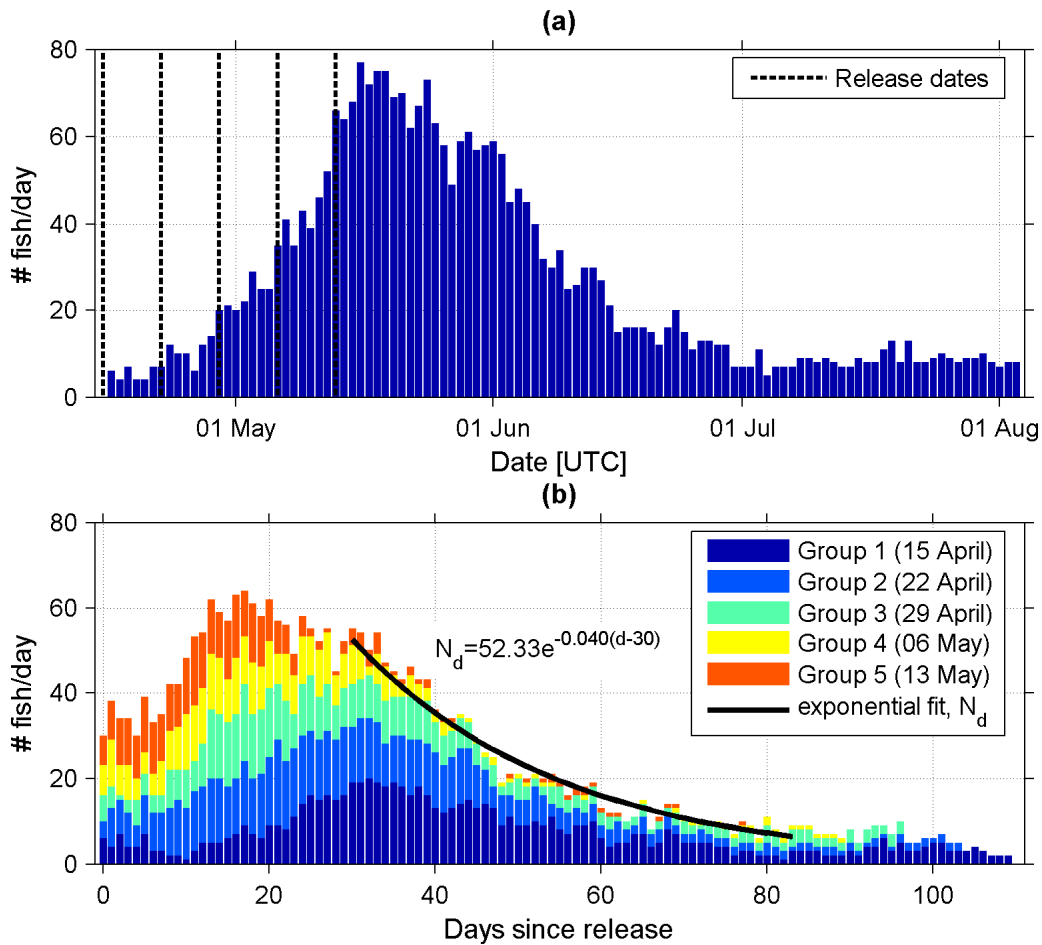 (a)
80
60
40
20
0
# fish/day
Release dates
01 May
01 Jun
01 Jul
01 Aug
Date [UTC]
(b)
80
60
40
20
0
# fish/day
N_d=52.33e^-0.040(d-30)
Group 1 (15 April)
Group 2 (22 April)
Group 3 (29 April)
Group 4 (06 May)
Group 5 (13 May)
exponential fit, N_d
0
20
40
60
80
100
Days since release